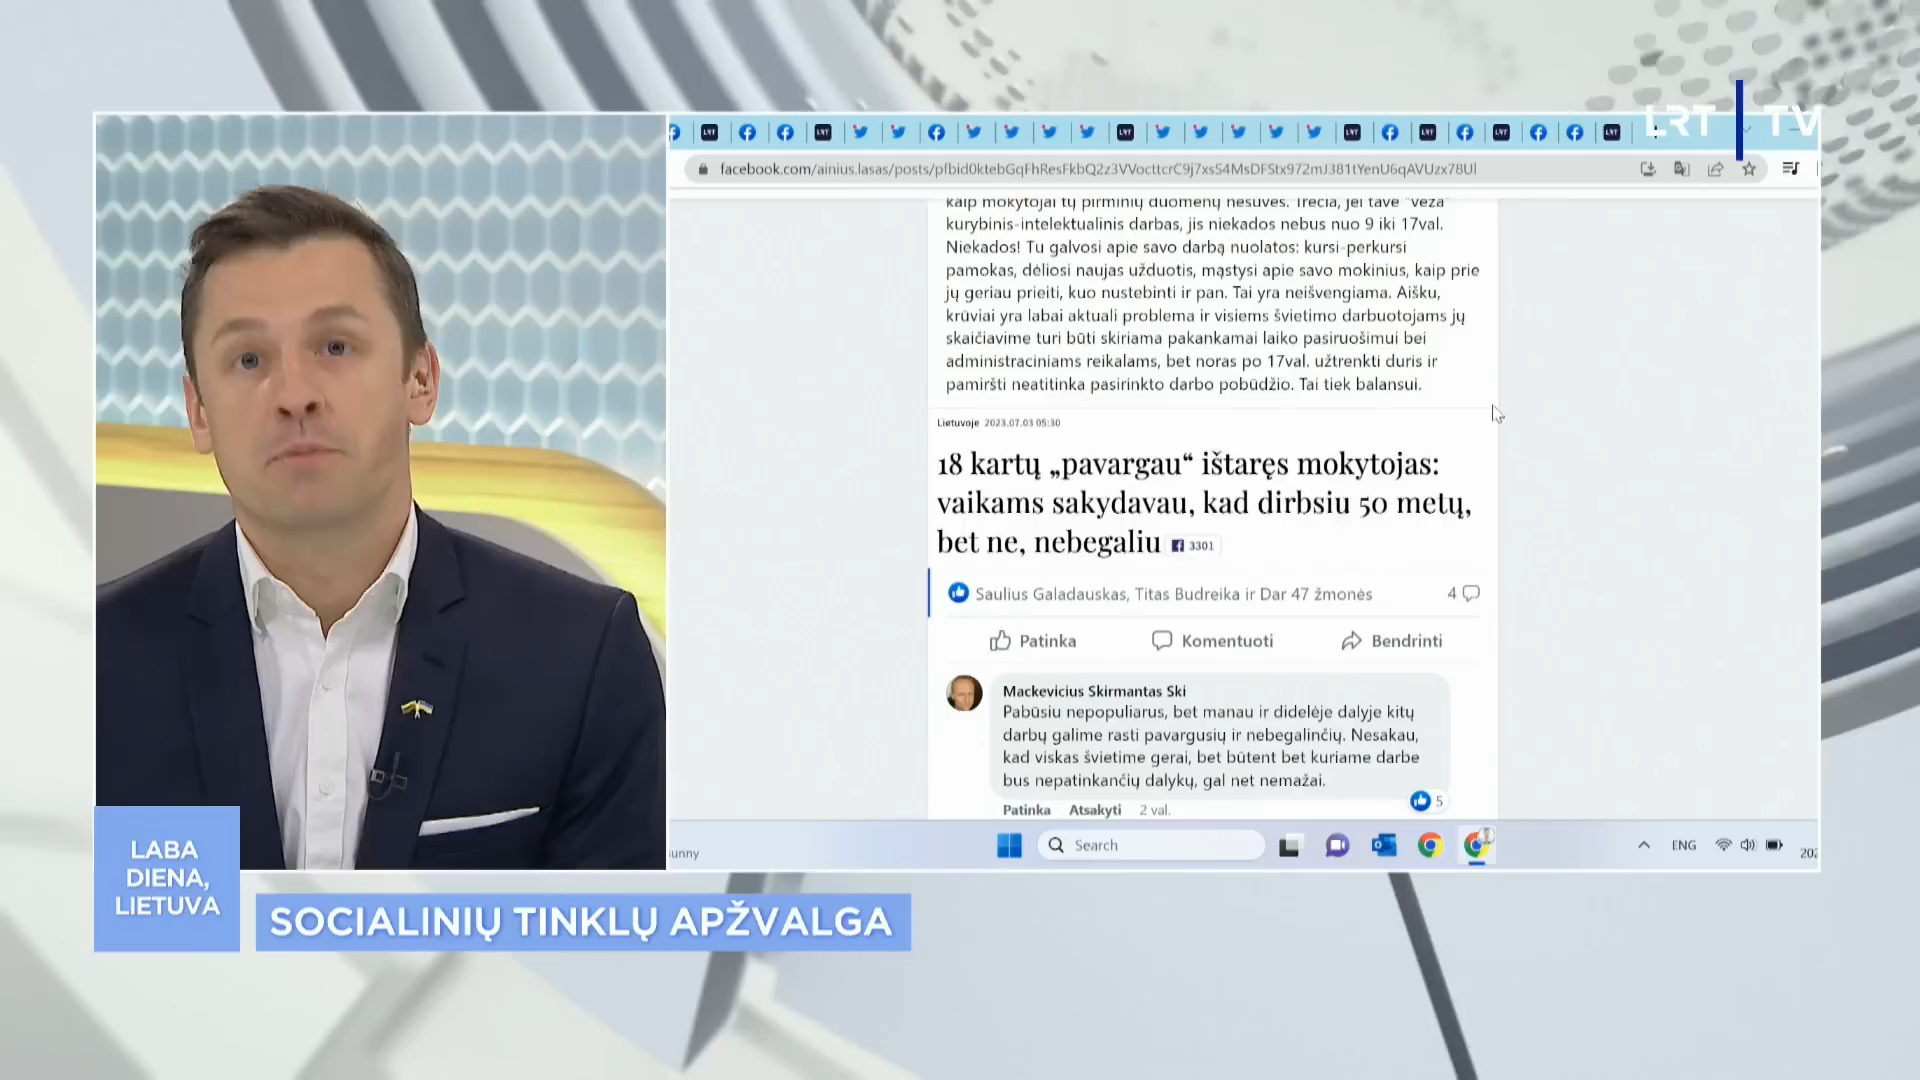 LRT TV
facebook.com/ainius.lasas/posts/pfbid0ktebGqFhResFkbQ2z3VVocttcrC9j7xsS4MsDFStx972mJ381tYenU6qAVUzx78Ul
kaip mokytojai tų pirminių duomenų nesuves. Trečia, jei tave "veža"
kurybinis-intelektualinis darbas, jis niekados nebus nuo 9 iki 17val.
Niekados! Tu galvosi apie savo darbą nuolatos: kursi-perkursi
pamokas, dėliosi naujas užduotis, mąstysi apie savo mokinius, kaip prie
jų geriau prieiti, kuo nustebinti ir pan. Tai yra neišvengiama. Aišku,
krūviai yra labai aktuali problema ir visiems švietimo darbuotojams jų
skaičiavime turi būti skiriama pakankamai laiko pasiruošimui bei
administraciniams reikalams, bet noras po 17val. užtrenkti duris ir
pamiršti neatitinka pasirinkto darbo pobūdžio. Tai tiek balansui.
Lietuvoje 2023.07.03 05:30
18 kartų „pavargau“ ištaręs mokytojas:
vaikams sakydavau, kad dirbsiu 50 metų,
bet ne, nebegaliu 3301
Saulius Galadauskas, Titas Budreika ir Dar 47 žmonės 4
Patinka Komentuoti Bendrinti
Mackevicius Skirmantas Ski
Pabūsiu nepopuliarus, bet manau ir didelėje dalyje kitų
darbų galime rasti pavargusių ir nebegalinčių. Nesakau,
kad viskas švietime gerai, bet būtent bet kuriame darbe
bus nepatinkančių dalykų, gal net nemažai.
5
Patinka Atsakyti 2 val.
Search
ENG
LABA
DIENA,
LIETUVA
SOCIALINIŲ TINKLŲ APŽVALGA